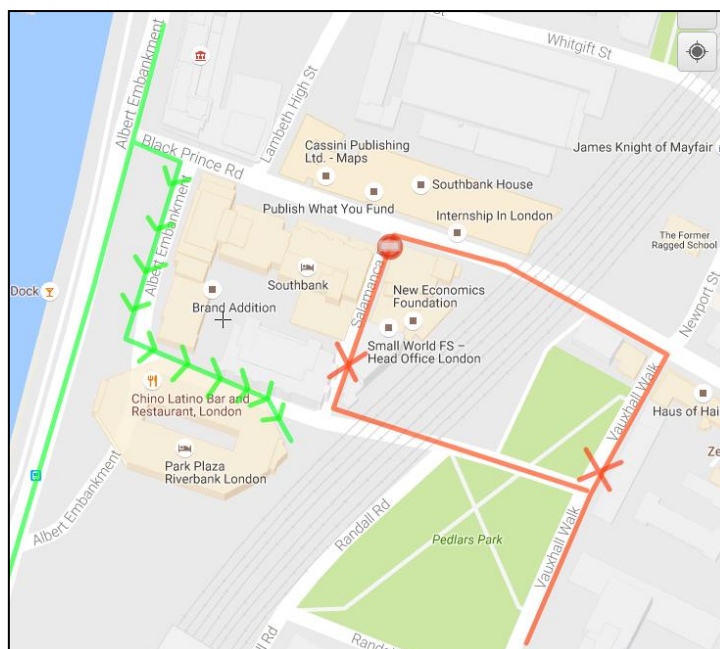 Whitgift St
Albert Embankment
Lambeth High St
Black Prince Rd
Cassini Publishing
Ltd. - Maps
James Knight of Mayfair
Southbank House
Publish What You Fund
Internship In London
The Former
Ragged School
Albert Embankment
Salamanca
Newport St
Dock
Southbank
New Economics
Foundation
Brand Addition
Small World FS –
Head Office London
Vauxhall Walk
Chino Latino Bar and
Restaurant, London
Haus of Hai
Ze
Park Plaza
Riverbank London
Albert Embankment
Randall Rd
Pedlars Park
Vauxhall Walk
ll Rd